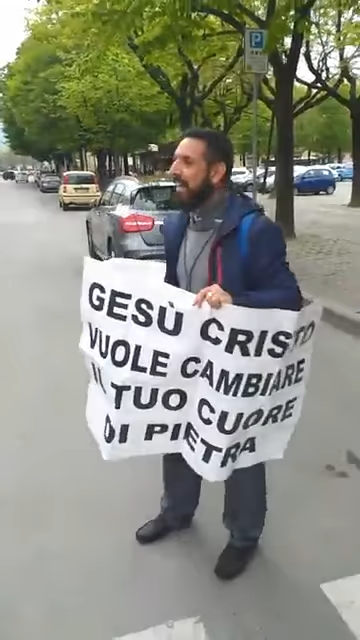 P
GESÙ CRISTO
VUOLE CAMBIARE
IL TUO CUORE
DI PIETRA